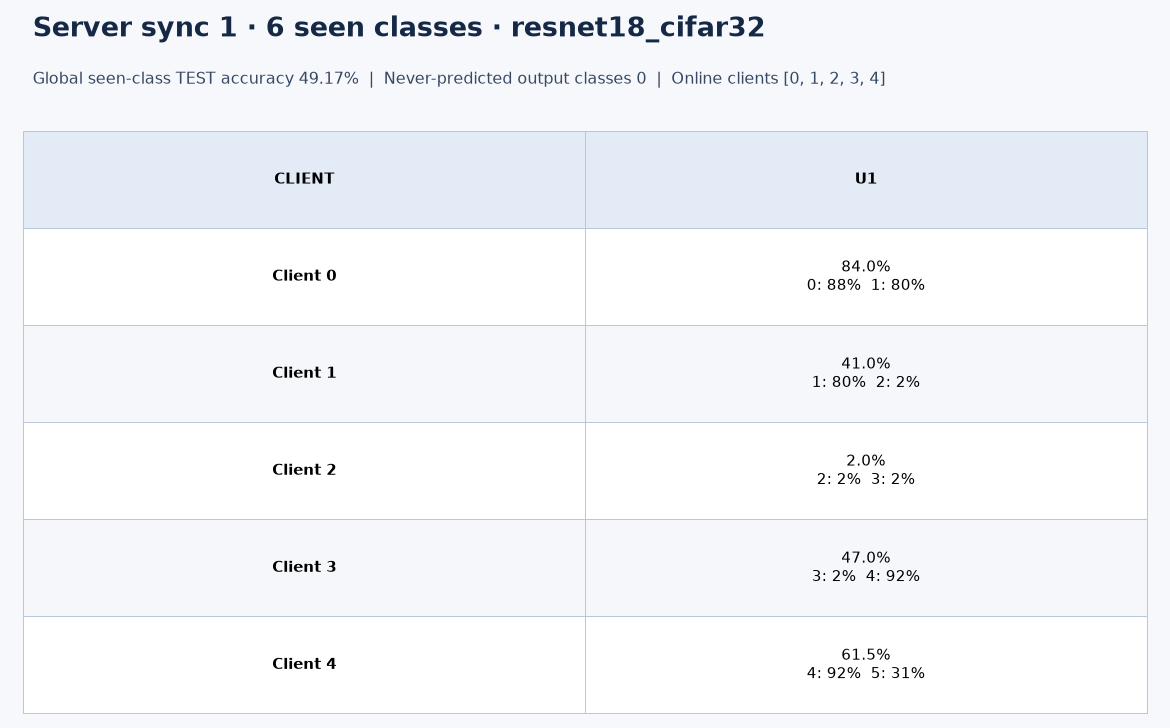 Server sync 1 · 6 seen classes · resnet18_cifar32
Global seen-class TEST accuracy 49.17%  |  Never-predicted output classes 0  |  Online clients [0, 1, 2, 3, 4]
CLIENT
U1
Client 0
84.0%
0: 88%  1: 80%
Client 1
41.0%
1: 80%  2: 2%
Client 2
2.0%
2: 2%  3: 2%
Client 3
47.0%
3: 2%  4: 92%
Client 4
61.5%
4: 92%  5: 31%